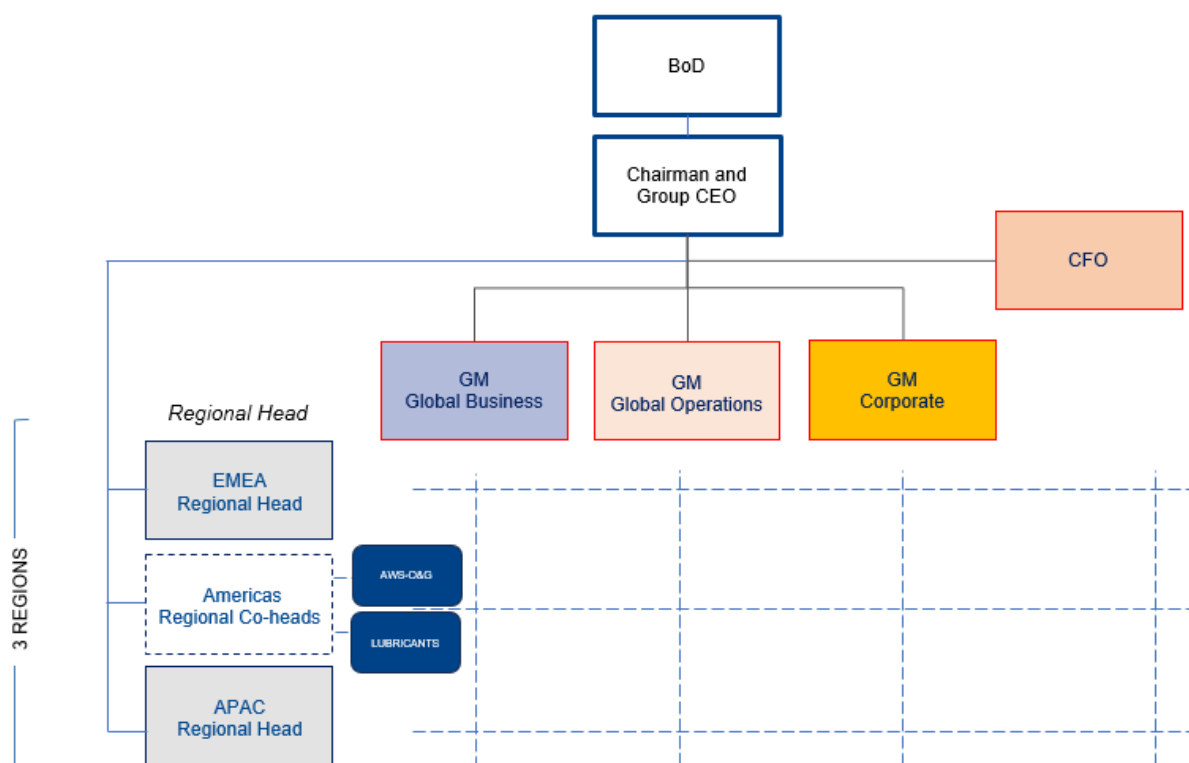 BoD
Chairman and
Group CEO
CFO
GM
Global Business
GM
Global Operations
GM
Corporate
Regional Head
EMEA
Regional Head
Americas
Regional Co-heads
AWS-O&G
LUBRICANTS
APAC
Regional Head
3 REGIONS